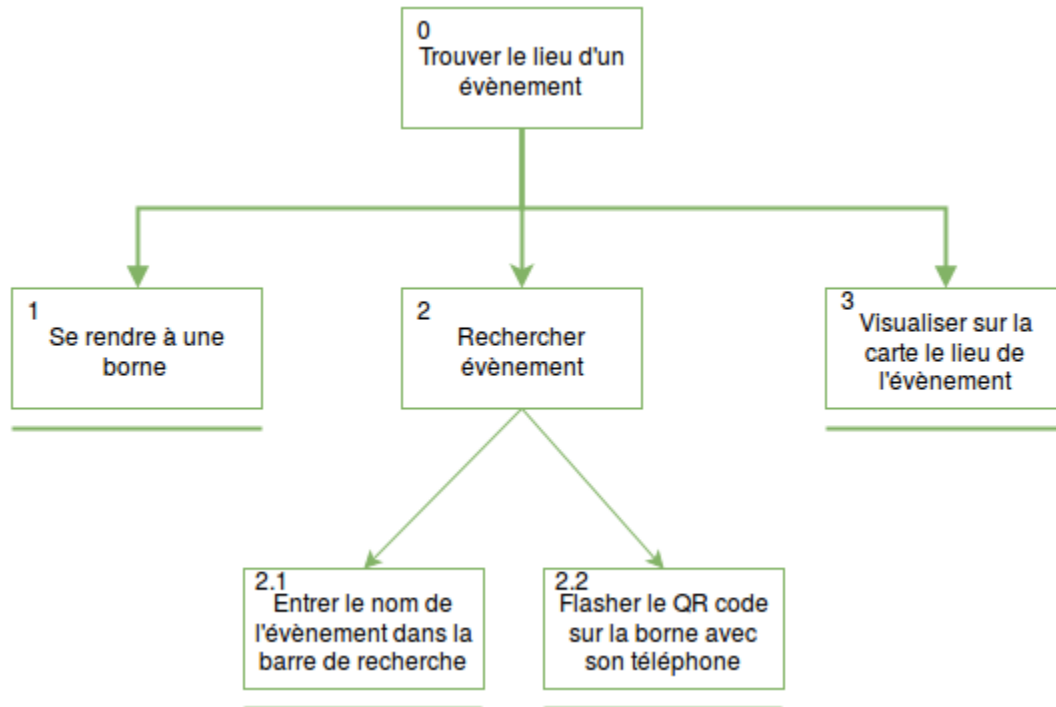 0
Trouver le lieu d'un
évènement
1
Se rendre à une
borne
2
Rechercher
évènement
3
Visualiser sur la
carte le lieu de
l'évènement
2.1
Entrer le nom de
l'évènement dans la
barre de recherche
2.2
Flasher le QR code
sur la borne avec
son téléphone